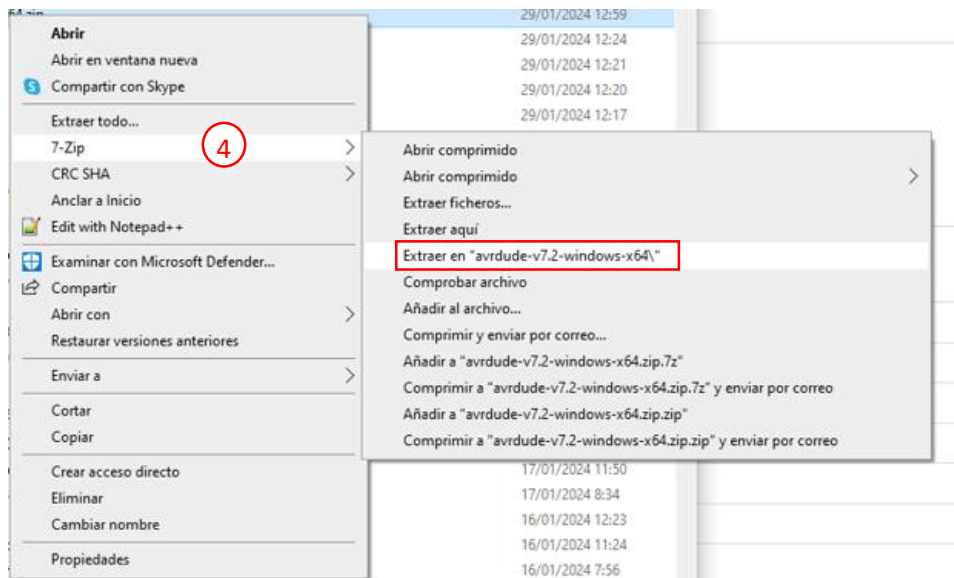 64.zip
29/01/2024 12:59
29/01/2024 12:24
29/01/2024 12:21
29/01/2024 12:20
29/01/2024 12:17
Abrir
Abrir en ventana nueva
Compartir con Skype
Extraer todo...
7-Zip
4
CRC SHA
Anclar a Inicio
Edit with Notepad++
Examinar con Microsoft Defender...
Compartir
Abrir con
Restaurar versiones anteriores
Enviar a
Cortar
Copiar
Crear acceso directo
Eliminar
Cambiar nombre
Propiedades
Abrir comprimido
Abrir comprimido
Extraer ficheros...
Extraer aquí
Extraer en "avrdude-v7.2-windows-x64\"
Comprobar archivo
Añadir al archivo...
Comprimir y enviar por correo...
Añadir a "avrdude-v7.2-windows-x64.zip.7z"
Comprimir a "avrdude-v7.2-windows-x64.zip.7z" y enviar por correo
Añadir a "avrdude-v7.2-windows-x64.zip.zip"
Comprimir a "avrdude-v7.2-windows-x64.zip.zip" y enviar por correo
17/01/2024 11:50
17/01/2024 8:34
16/01/2024 12:23
16/01/2024 11:24
16/01/2024 7:56